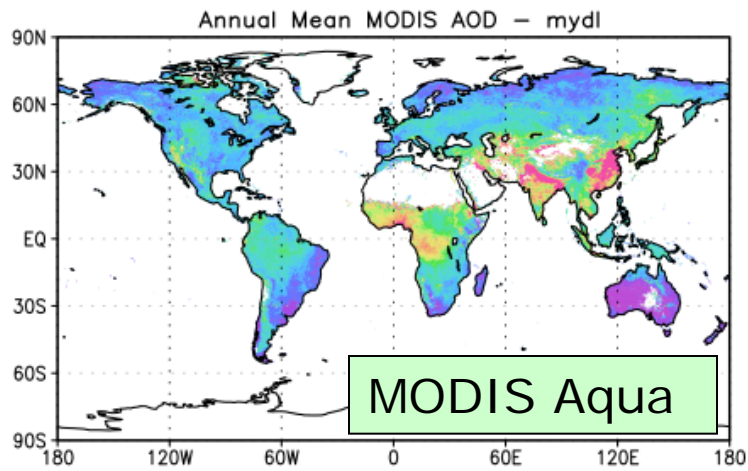 Annual Mean MODIS AOD – mydl
90N
60N
30N
EQ
30S
60S
90S
MODIS Aqua
180 120W 60W 0 60E 120E 180